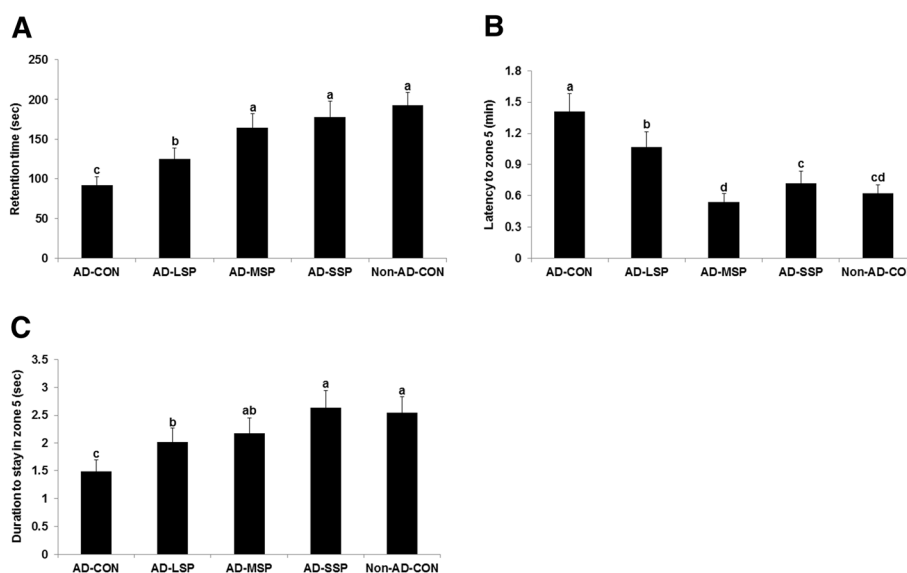 A
Retention time (sec)
250
200
150
100
50
0
c
b
a
a
a
AD-CON AD-LSP AD-MSP AD-SSP Non-AD-CON
B
Latency to zone 5 (min)
1.8
1.5
1.2
0.9
0.6
0.3
0
a
b
d
c
cd
AD-CON AD-LSP AD-MSP AD-SSP Non-AD-CO
C
Duration to stay in zone 5 (sec)
3.5
3
2.5
2
1.5
1
0.5
0
c
b
ab
a
a
AD-CON AD-LSP AD-MSP AD-SSP Non-AD-CON